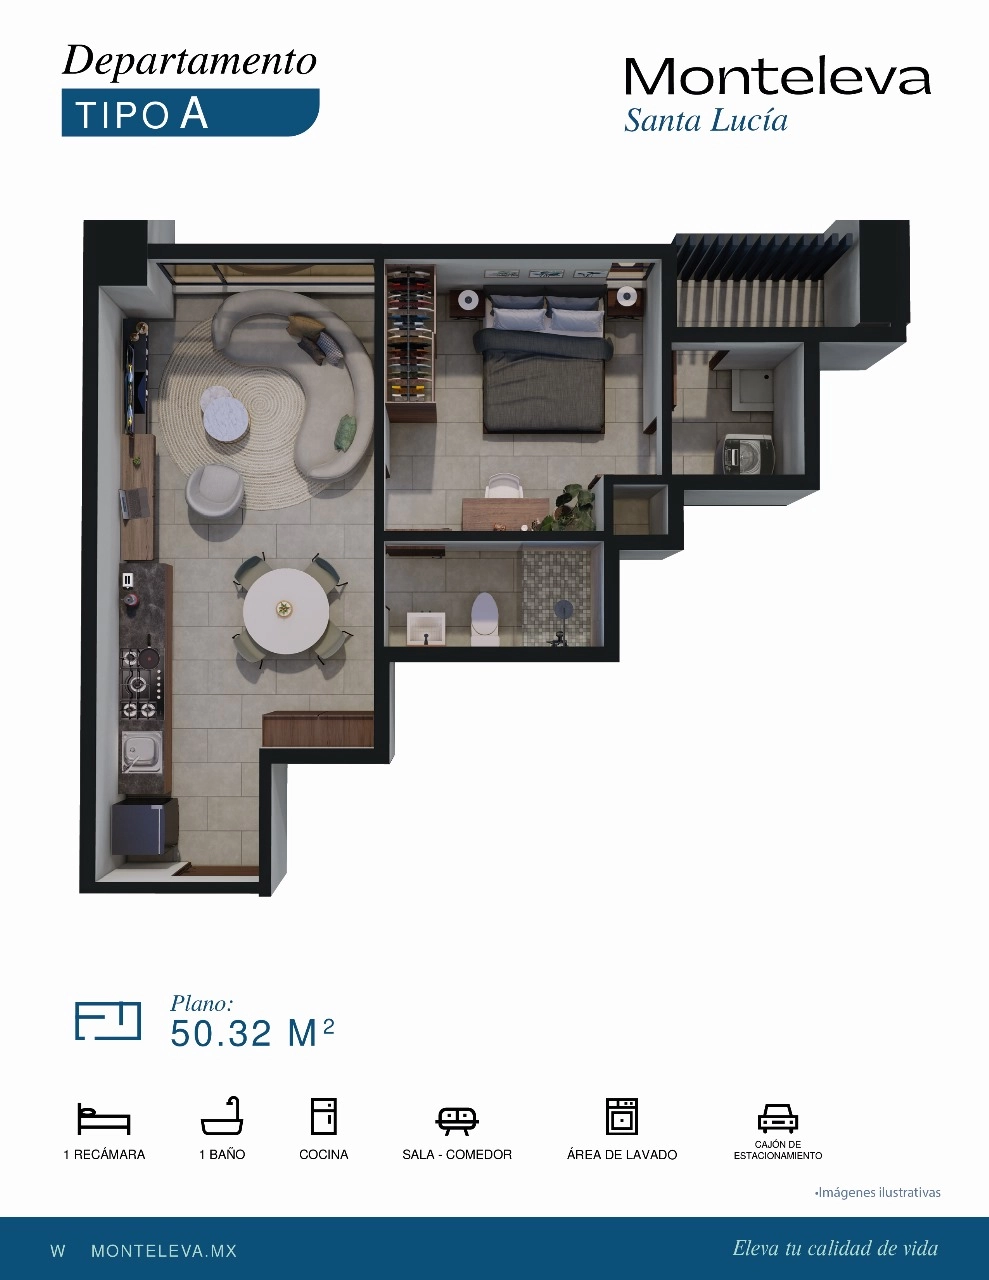 Departamento
TIPO A
Monteleva
Santa Lucía
Plano:
50.32 M²
1 RECÁMARA
1 BAÑO
COCINA
SALA - COMEDOR
ÁREA DE LAVADO
CAJÓN DE
ESTACIONAMIENTO
•Imágenes ilustrativas
W MONTELEVA.MX
Eleva tu calidad de vida